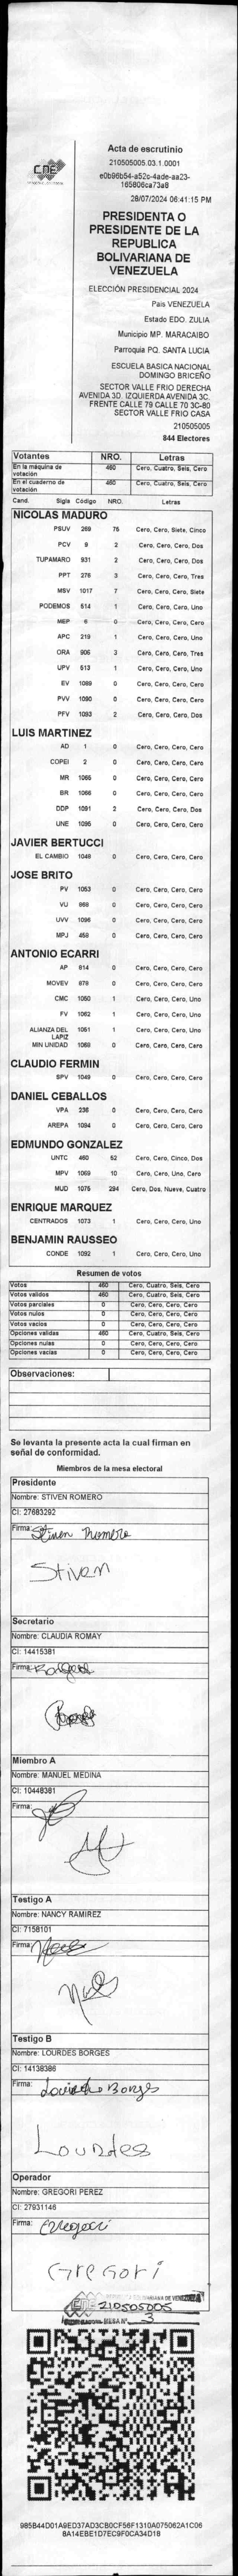 CNE
Acta de escrutinio
210505005.03.1.0001
e0b96b54-a52c-4ade-aa23-
165806ca73a8
28/07/2024 06:41:15 PM
PRESIDENTA O
PRESIDENTE DE LA
REPUBLICA
BOLIVARIANA DE
VENEZUELA
ELECCIÓN PRESIDENCIAL 2024
Pais VENEZUELA
Estado EDO. ZULIA
Municipio MP. MARACAIBO
Parroquia PQ. SANTA LUCIA
ESCUELA BASICA NACIONAL
DOMINGO BRICEÑO
SECTOR VALLE FRIO DERECHA
AVENIDA 3D. IZQUIERDA AVENIDA 3C.
FRENTE CALLE 79 CALLE 70 3C-80
SECTOR VALLE FRIO CASA
210505005
844 Electores
Votantes NRO. Letras
En la máquina de votación 460 Cero, Cuatro, Seis, Cero
En el cuaderno de votación 460 Cero, Cuatro, Seis, Cero
Cand. Sigla Código NRO. Letras
NICOLAS MADURO
PSUV 269 75 Cero, Cero, Siete, Cinco
PCV 9 2 Cero, Cero, Cero, Dos
TUPAMARO 931 2 Cero, Cero, Cero, Dos
PPT 276 3 Cero, Cero, Cero, Tres
MSV 1017 7 Cero, Cero, Cero, Siete
PODEMOS 514 1 Cero, Cero, Cero, Uno
MEP 6 0 Cero, Cero, Cero, Cero
APC 219 1 Cero, Cero, Cero, Uno
ORA 906 3 Cero, Cero, Cero, Tres
UPV 513 1 Cero, Cero, Cero, Uno
EV 1089 0 Cero, Cero, Cero, Cero
PVV 1090 0 Cero, Cero, Cero, Cero
PFV 1093 2 Cero, Cero, Cero, Dos
LUIS MARTINEZ
AD 1 0 Cero, Cero, Cero, Cero
COPEI 2 0 Cero, Cero, Cero, Cero
MR 1065 0 Cero, Cero, Cero, Cero
BR 1066 0 Cero, Cero, Cero, Cero
DDP 1091 2 Cero, Cero, Cero, Dos
UNE 1095 0 Cero, Cero, Cero, Cero
JAVIER BERTUCCI
EL CAMBIO 1048 0 Cero, Cero, Cero, Cero
JOSE BRITO
PV 1053 0 Cero, Cero, Cero, Cero
VU 868 0 Cero, Cero, Cero, Cero
UVV 1096 0 Cero, Cero, Cero, Cero
MPJ 458 0 Cero, Cero, Cero, Cero
ANTONIO ECARRI
AP 814 0 Cero, Cero, Cero, Cero
MOVEV 879 0 Cero, Cero, Cero, Cero
CMC 1050 1 Cero, Cero, Cero, Uno
FV 1062 1 Cero, Cero, Cero, Uno
ALIANZA DEL LAPIZ 1051 1 Cero, Cero, Cero, Uno
MIN UNIDAD 1068 0 Cero, Cero, Cero, Cero
CLAUDIO FERMIN
SPV 1049 0 Cero, Cero, Cero, Cero
DANIEL CEBALLOS
VPA 236 0 Cero, Cero, Cero, Cero
AREPA 1094 0 Cero, Cero, Cero, Cero
EDMUNDO GONZALEZ
UNTC 460 52 Cero, Cero, Cinco, Dos
MPV 1069 10 Cero, Cero, Uno, Cero
MUD 1075 294 Cero, Dos, Nueve, Cuatro
ENRIQUE MARQUEZ
CENTRADOS 1073 1 Cero, Cero, Cero, Uno
BENJAMIN RAUSSEO
CONDE 1092 1 Cero, Cero, Cero, Uno
Resumen de votos
Votos 460 Cero, Cuatro, Seis, Cero
Votos validos 460 Cero, Cuatro, Seis, Cero
Votos parciales 0 Cero, Cero, Cero, Cero
Votos nulos 0 Cero, Cero, Cero, Cero
Votos vacios 0 Cero, Cero, Cero, Cero
Opciones validas 460 Cero, Cuatro, Seis, Cero
Opciones nulas 0 Cero, Cero, Cero, Cero
Opciones vacias 0 Cero, Cero, Cero, Cero
Observaciones:
Se levanta la presente acta la cual firman en
señal de conformidad.
Miembros de la mesa electoral
Presidente
Nombre: STIVEN ROMERO
CI: 27683292
Firma: Stiven Romero
Stiven
Secretario
Nombre: CLAUDIA ROMAY
CI: 14415381
Firma:
Miembro A
Nombre: MANUEL MEDINA
CI: 10448381
Firma:
Testigo A
Nombre: NANCY RAMIREZ
CI: 7158101
Firma:
Testigo B
Nombre: LOURDES BORGES
CI: 14138386
Firma: Lourdes Borges
Lourdes
Operador
Nombre: GREGORI PEREZ
CI: 27931146
Firma: Gregori
Gregori
CNE 210505005
MESA N° 3
985B44D01A9ED37AD3CB0CF56F1310A075062A1C06
8A14EBE1D7EC9F0CA34D18